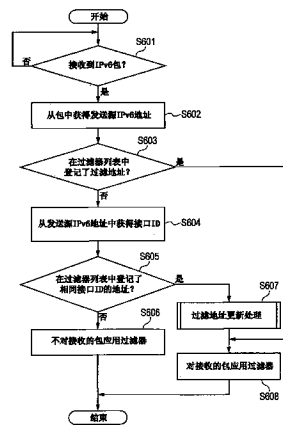 开始
S601
接收到IPv6包?
否
是
从包中获得发送源IPv6地址
S602
S603
在过滤器列表中
登记了过滤地址?
是
否
从发送源IPv6地址中获得接口ID
S604
S605
在过滤器列表中登记了
相同接口ID的地址?
是
否
S606
不对接收的包应用过滤器
S607
过滤地址更新处理
对接收的包应用过滤器
S608
结束